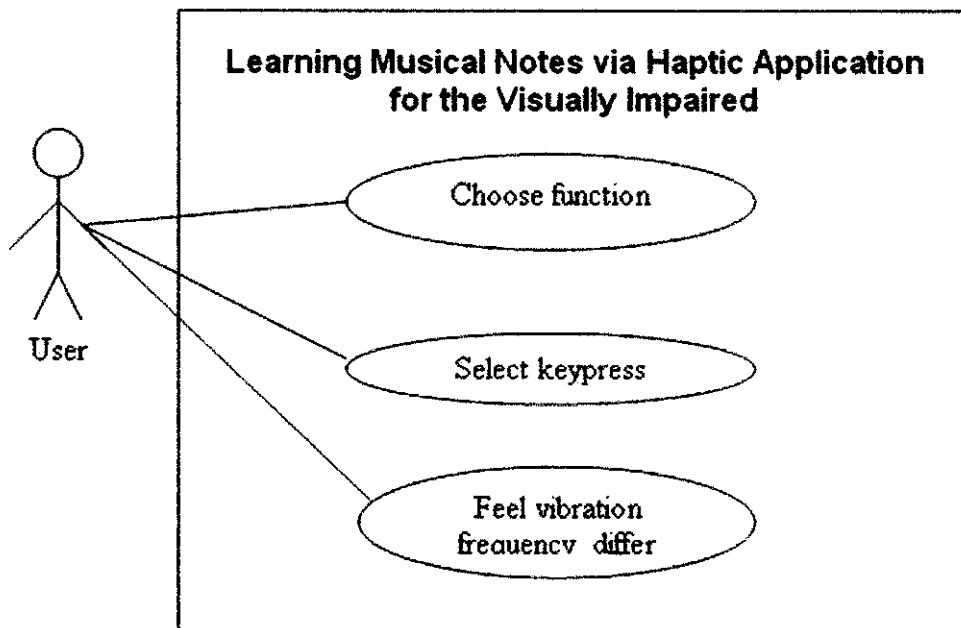 Learning Musical Notes via Haptic Application
for the Visually Impaired
Choose function
User
Select keypress
Feel vibration
frequency differ